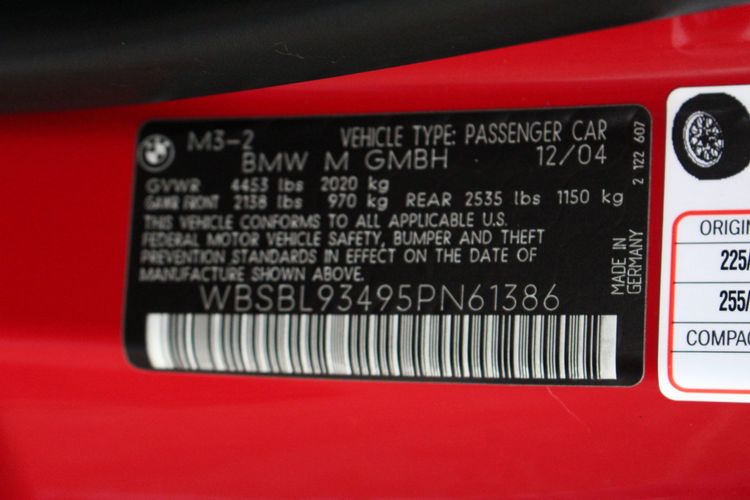 M3-2 VEHICLE TYPE: PASSENGER CAR
BMW M GMBH 12/04
GVWR 4453 lbs 2020 kg
GAWR FRONT 2138 lbs 970 kg REAR 2535 lbs 1150 kg
THIS VEHICLE CONFORMS TO ALL APPLICABLE U.S.
FEDERAL MOTOR VEHICLE SAFETY, BUMPER AND THEFT
PREVENTION STANDARDS IN EFFECT ON THE DATE OF
MANUFACTURE SHOWN ABOVE.
WBSBL93495PN61386
MADE IN
GERMANY
2 122 607
ORIGIN
225/
255/
COMPAC